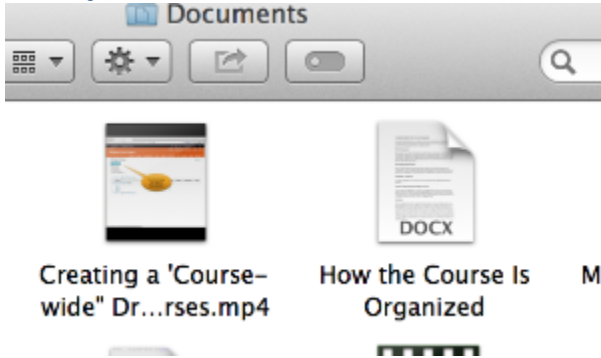 Documents
DOCX
Creating a 'Course-
wide" Dr...rses.mp4
How the Course Is
Organized
M